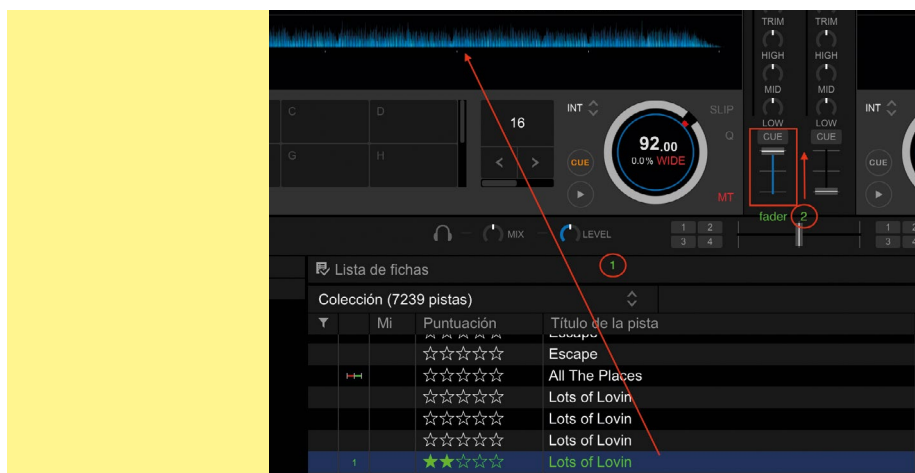 TRIM TRIM
HIGH HIGH
MID MID
LOW LOW
CUE CUE
C D
G H
16
< >
INT
CUE
92.00
0.0% WIDE
SLIP
Q
MT
INT
CUE
fader 2
MIX
LEVEL
1 2
3 4
1 2
3 4
Lista de fichas
1
Colección (7239 pistas)
Mi Puntuación Título de la pista
Escape
Escape
All The Places
Lots of Lovin
Lots of Lovin
Lots of Lovin
1 Lots of Lovin